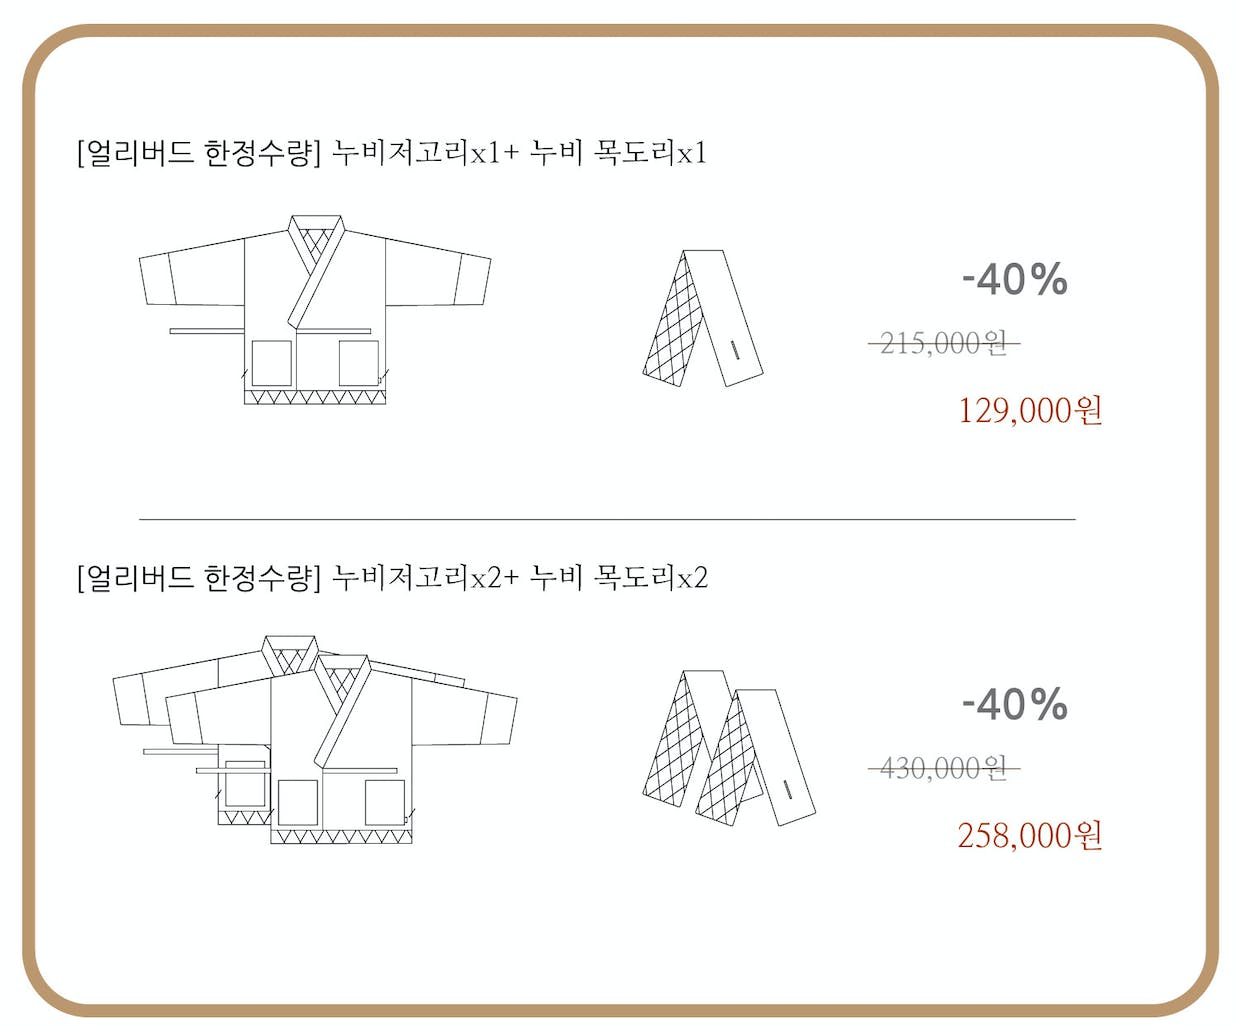 [얼리버드 한정수량] 누비저고리x1+ 누비 목도리x1
-40%
215,000원
129,000원
[얼리버드 한정수량] 누비저고리x2+ 누비 목도리x2
-40%
430,000원
258,000원